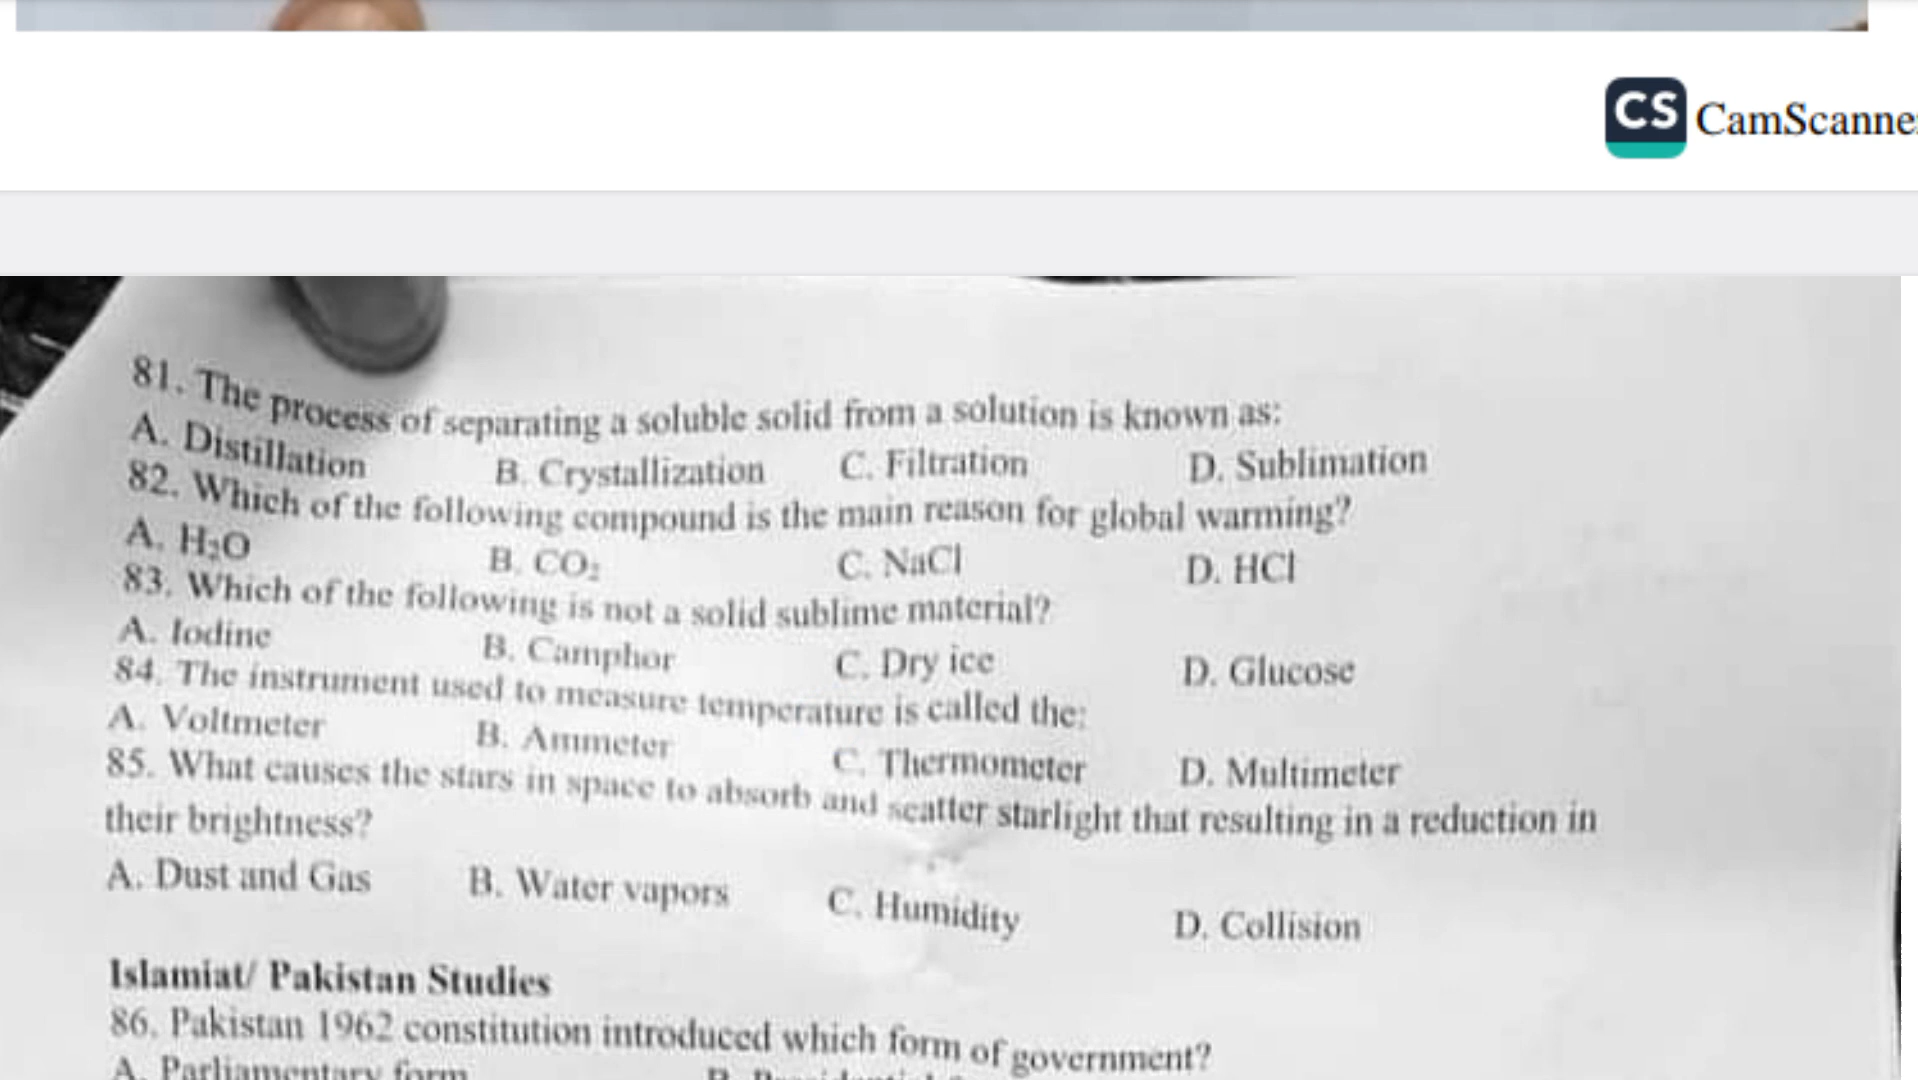 CS CamScanne
81. The process of separating a soluble solid from a solution is known as:
A. Distillation B. Crystallization C. Filtration D. Sublimation
82. Which of the following compound is the main reason for global warming?
A. H₂O B. CO₂ C. NaCl D. HCl
83. Which of the following is not a solid sublime material?
A. Iodine B. Camphor C. Dry ice D. Glucose
84. The instrument used to measure temperature is called the:
A. Voltmeter B. Ammeter C. Thermometer D. Multimeter
85. What causes the stars in space to absorb and scatter starlight that resulting in a reduction in
their brightness?
A. Dust and Gas B. Water vapors C. Humidity D. Collision
Islamiat/ Pakistan Studies
86. Pakistan 1962 constitution introduced which form of government?
A. Parliamentary form